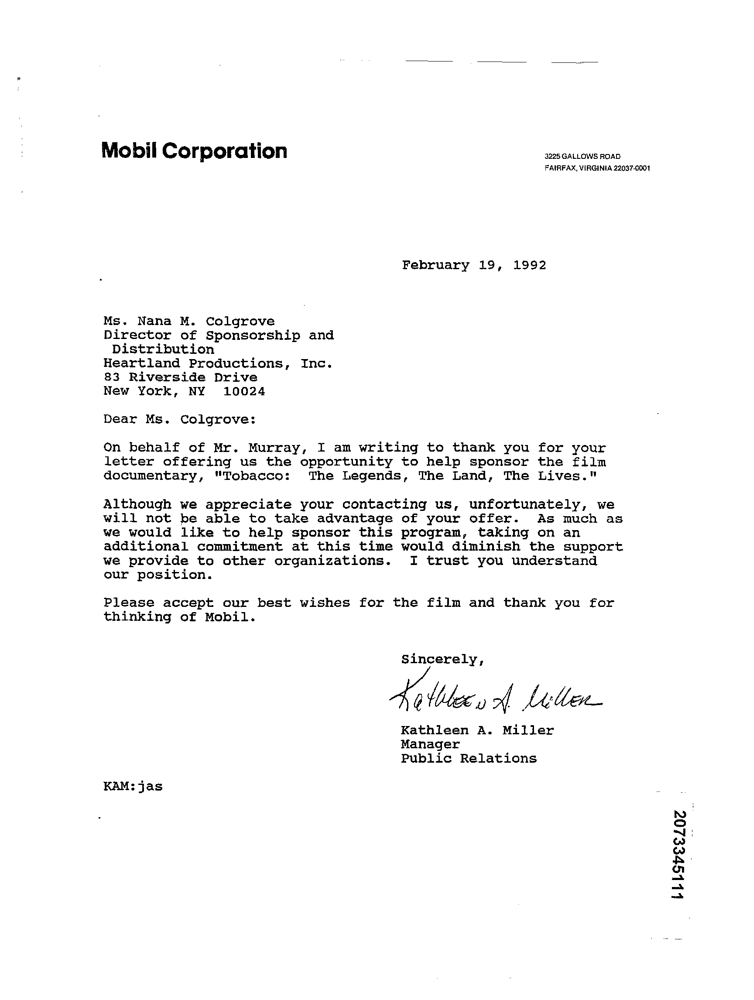 Mobil Corporation
3225 GALLOWS ROAD
FAIRFAX, VIRGINIA 22037-0001
February 19, 1992
Ms. Nana M. Colgrove
Director of Sponsorship and
Distribution
Heartland Productions, Inc.
83 Riverside Drive
New York, NY 10024
Dear Ms. Colgrove:
On behalf of Mr. Murray, I am writing to thank you for your
letter offering us the opportunity to help sponsor the film
documentary, "Tobacco: The Legends, The Land, The Lives."
Although we appreciate your contacting us, unfortunately, we
will not be able to take advantage of your offer. As much as
we would like to help sponsor this program, taking on an
additional commitment at this time would diminish the support
we provide to other organizations. I trust you understand
our position.
Please accept our best wishes for the film and thank you for
thinking of Mobil.
Sincerely,
Kathleen A. Miller
Kathleen A. Miller
Manager
Public Relations
KAM:jas
2073345111